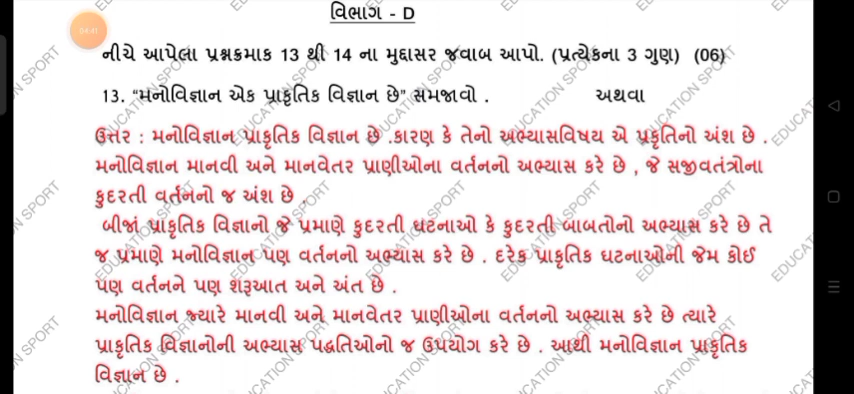 વિભાગ - D
04:41
નીચે આપેલા પ્રશ્નક્રમાક 13 થી 14 ના મુદ્દાસર જવાબ આપો. (પ્રત્યેકના 3 ગુણ) (06)
13. “મનોવિજ્ઞાન એક પ્રાકૃતિક વિજ્ઞાન છે” સમજાવો . અથવા
ઉત્તર : મનોવિજ્ઞાન પ્રાકૃતિક વિજ્ઞાન છે .કારણ કે તેનો અભ્યાસવિષય એ પ્રકૃતિનો અંશ છે .
મનોવિજ્ઞાન માનવી અને માનવેતર પ્રાણીઓના વર્તનનો અભ્યાસ કરે છે , જે સજીવતંત્રોના
કુદરતી વર્તનનો જ અંશ છે .
બીજાં પ્રાકૃતિક વિજ્ઞાનો જે પ્રમાણે કુદરતી ઘટનાઓ કે કુદરતી બાબતોનો અભ્યાસ કરે છે તે
જ પ્રમાણે મનોવિજ્ઞાન પણ વર્તનનો અભ્યાસ કરે છે . દરેક પ્રાકૃતિક ઘટનાઓની જેમ કોઈ
પણ વર્તનને પણ શરૂઆત અને અંત છે .
મનોવિજ્ઞાન જ્યારે માનવી અને માનવેતર પ્રાણીઓના વર્તનનો અભ્યાસ કરે છે ત્યારે
પ્રાકૃતિક વિજ્ઞાનોની અભ્યાસ પદ્ધતિઓનો જ ઉપયોગ કરે છે . આથી મનોવિજ્ઞાન પ્રાકૃતિક
વિજ્ઞાન છે .
EDUCATION SPORT